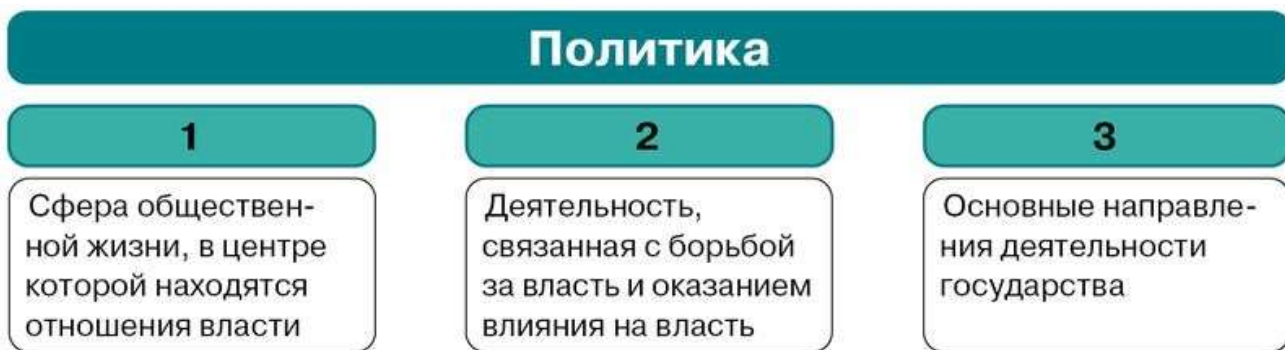 Политика
1
Сфера обществен-
ной жизни, в центре
которой находятся
отношения власти
2
Деятельность,
связанная с борьбой
за власть и оказанием
влияния на власть
3
Основные направле-
ния деятельности
государства